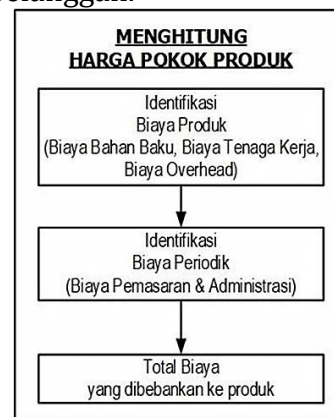 MENGHITUNG
HARGA POKOK PRODUK
Identifikasi
Biaya Produk
(Biaya Bahan Baku, Biaya Tenaga Kerja,
Biaya Overhead)
Identifikasi
Biaya Periodik
(Biaya Pemasaran & Administrasi)
Total Biaya
yang dibebankan ke produk